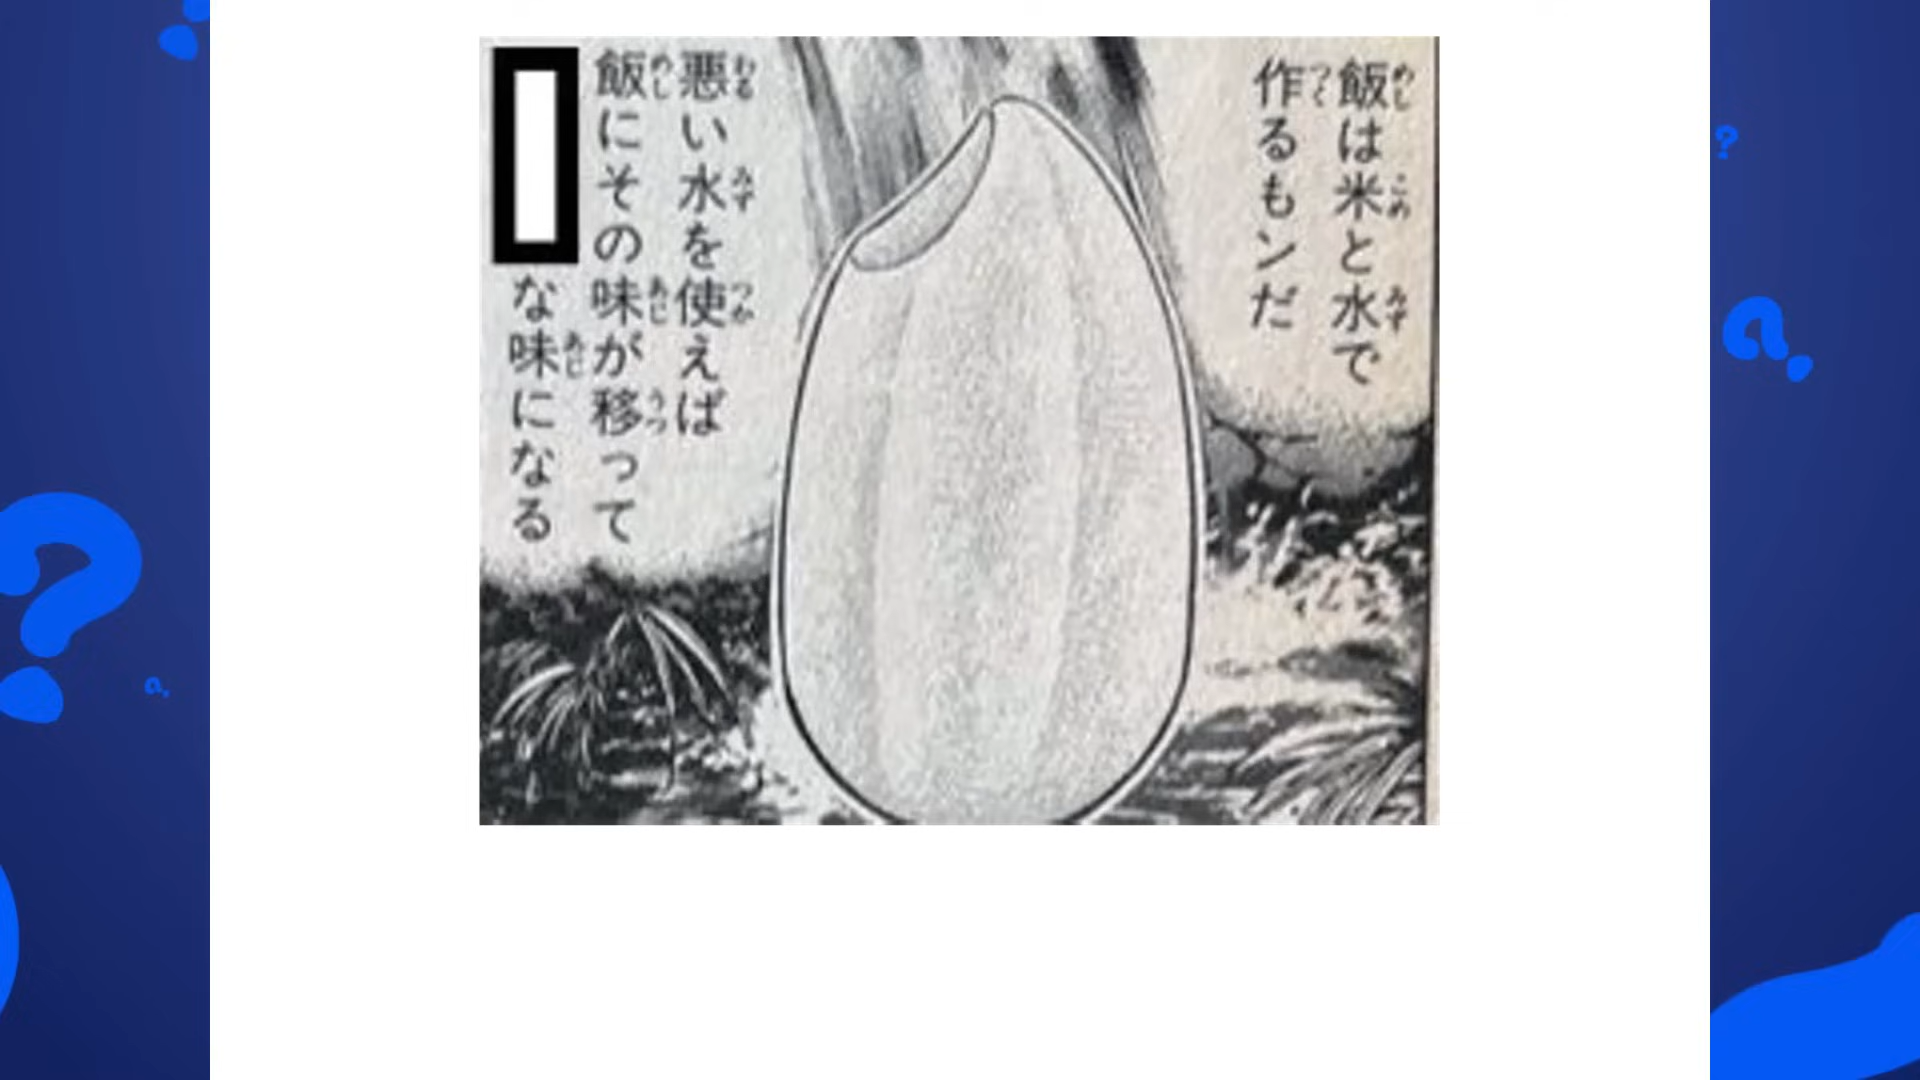 飯は米と水で
作るもンだ
悪い水を使えば
飯にその味が移って
な味になる